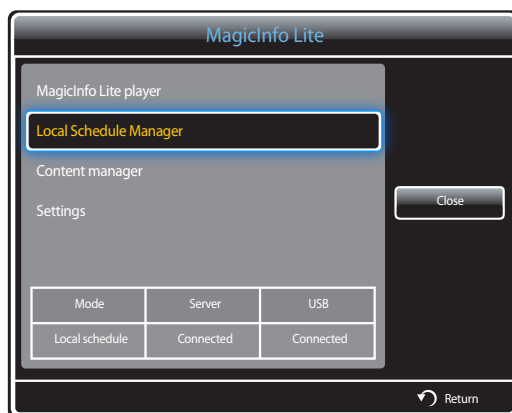 MagicInfo Lite
MagicInfo Lite player
Local Schedule Manager
Content manager
Settings
Close
Mode Server USB
Local schedule Connected Connected
Return